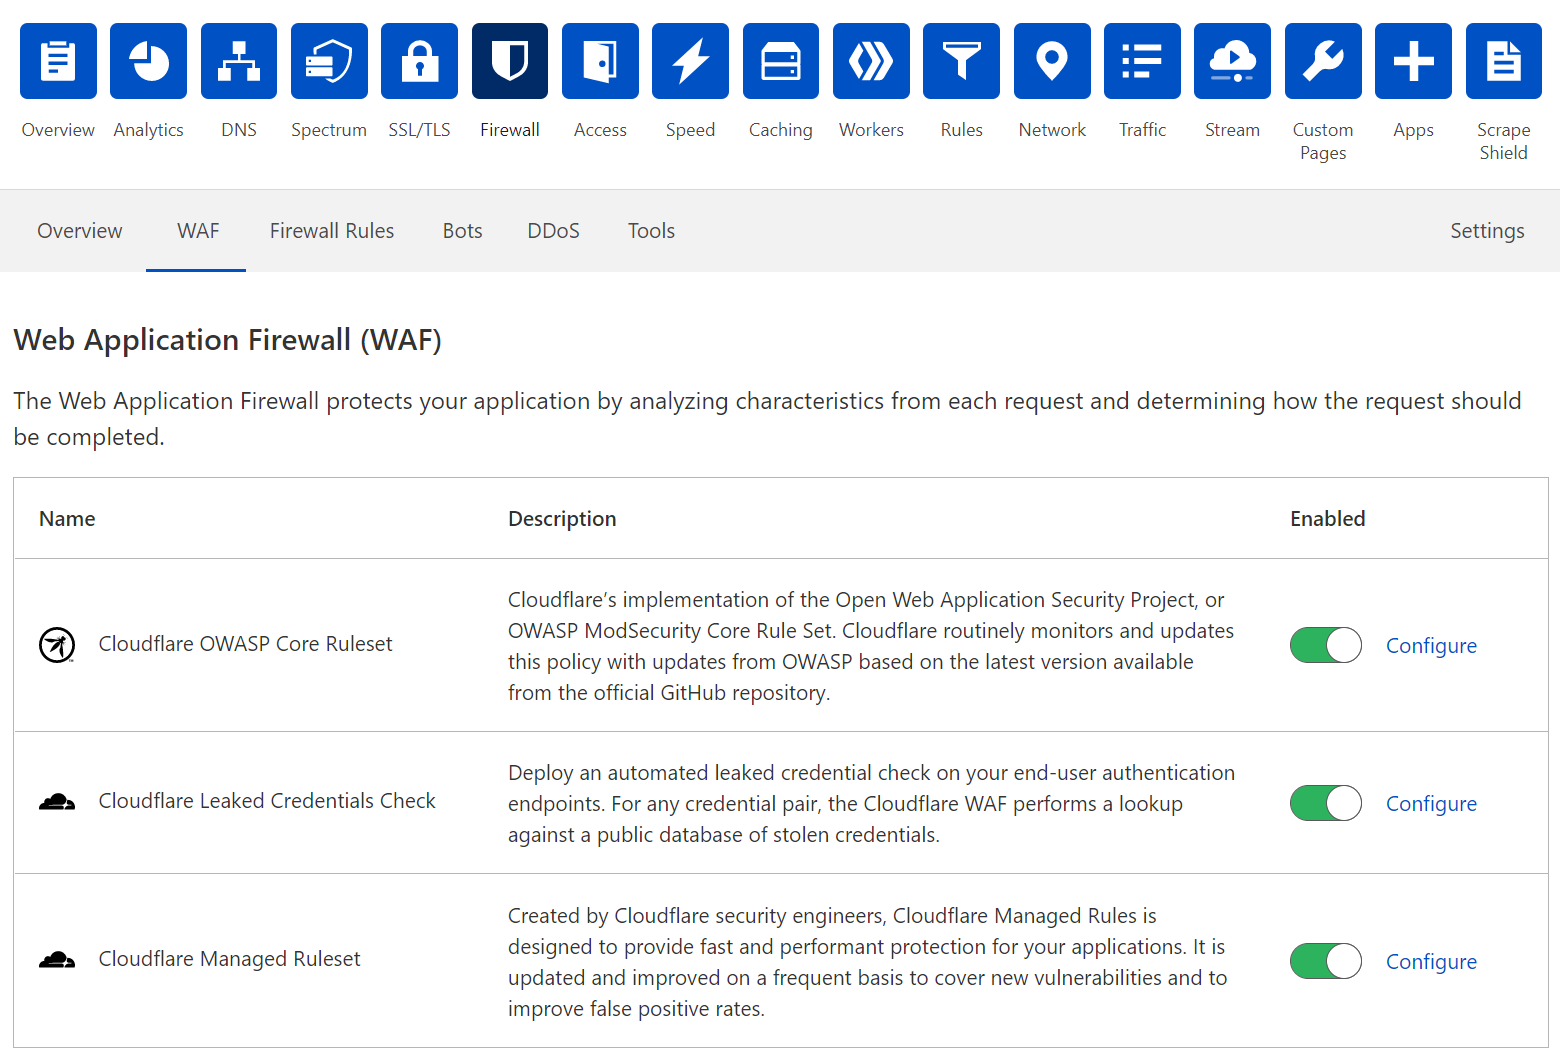 Overview
Analytics
DNS
Spectrum
SSL/TLS
Firewall
Access
Speed
Caching
Workers
Rules
Network
Traffic
Stream
Custom
Pages
Apps
Scrape
Shield
Overview
WAF
Firewall Rules
Bots
DDoS
Tools
Settings
Web Application Firewall (WAF)
The Web Application Firewall protects your application by analyzing characteristics from each request and determining how the request should
be completed.
Name
Description
Enabled
Cloudflare OWASP Core Ruleset
Cloudflare’s implementation of the Open Web Application Security Project, or
OWASP ModSecurity Core Rule Set. Cloudflare routinely monitors and updates
this policy with updates from OWASP based on the latest version available
from the official GitHub repository.
Configure
Cloudflare Leaked Credentials Check
Deploy an automated leaked credential check on your end-user authentication
endpoints. For any credential pair, the Cloudflare WAF performs a lookup
against a public database of stolen credentials.
Configure
Cloudflare Managed Ruleset
Created by Cloudflare security engineers, Cloudflare Managed Rules is
designed to provide fast and performant protection for your applications. It is
updated and improved on a frequent basis to cover new vulnerabilities and to
improve false positive rates.
Configure